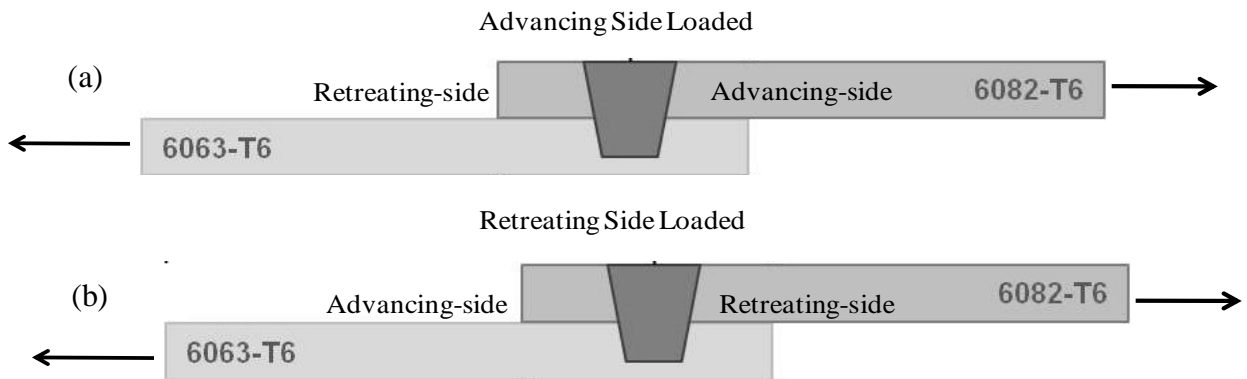 Advancing Side Loaded
(a)
Retreating-side
Advancing-side
6082-T6
6063-T6
Retreating Side Loaded
(b)
Advancing-side
Retreating-side
6082-T6
6063-T6